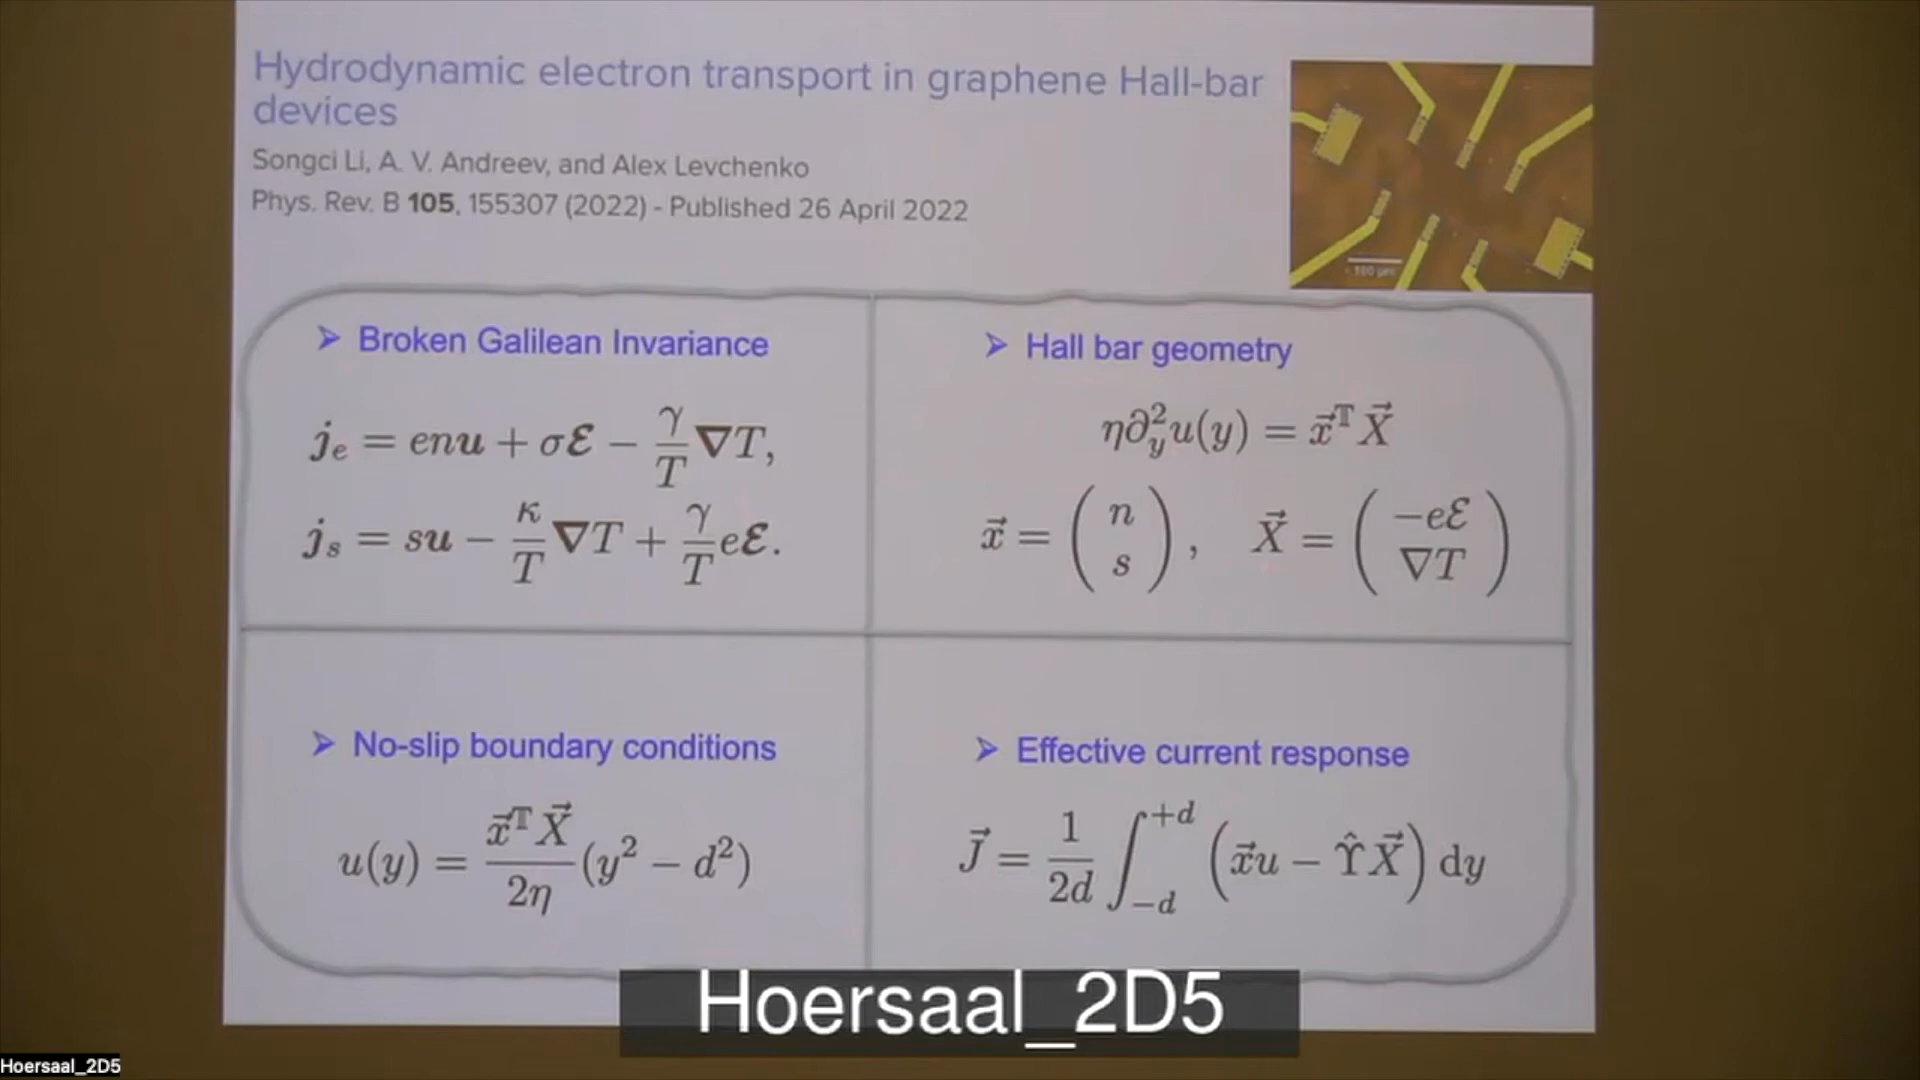 Hydrodynamic electron transport in graphene Hall-bar
devices
Songci Li, A. V. Andreev, and Alex Levchenko
Phys. Rev. B 105, 155307 (2022) - Published 26 April 2022
100 μm
➢ Broken Galilean Invariance
j_e = enu + σℰ − γ/T ∇T,
j_s = su − κ/T ∇T + γ/T eℰ.
➢ Hall bar geometry
η∂_y^2 u(y) = x⃗^𝕋 X⃗
x⃗ = ( n s ), X⃗ = ( −eℰ ∇T )
➢ No-slip boundary conditions
u(y) = x⃗^𝕋 X⃗ / 2η (y^2 − d^2)
➢ Effective current response
J⃗ = 1/2d ∫_{−d}^{+d} (x⃗u − ϒ̂X⃗) dy
Hoersaal_2D5
Hoersaal_2D5